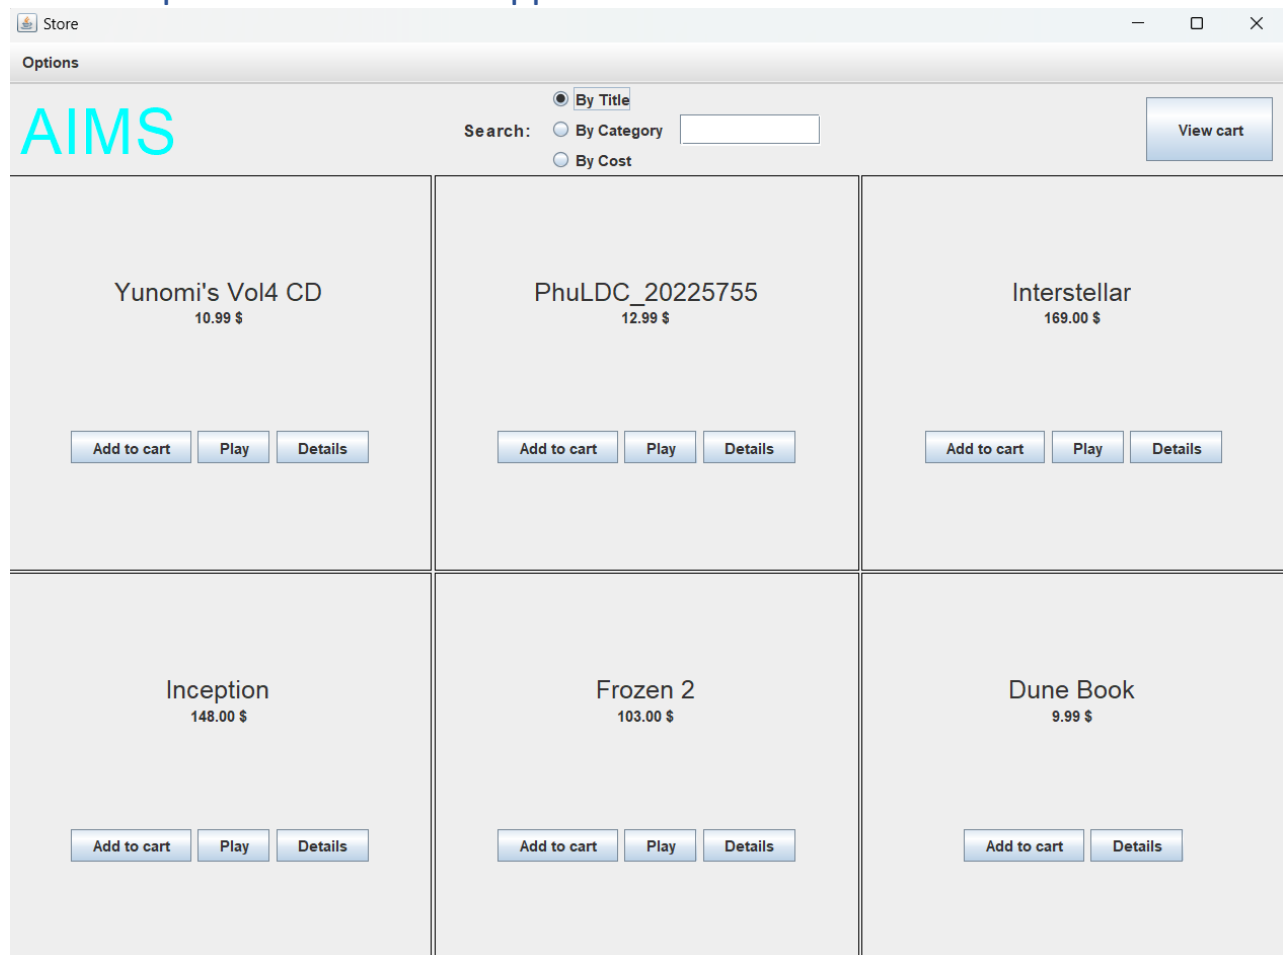 Store
Options
AIMS
Search:
By Title
By Category
By Cost
View cart
Yunomi's Vol4 CD
10.99 $
Add to cart Play Details
PhuLDC_20225755
12.99 $
Add to cart Play Details
Interstellar
169.00 $
Add to cart Play Details
Inception
148.00 $
Add to cart Play Details
Frozen 2
103.00 $
Add to cart Play Details
Dune Book
9.99 $
Add to cart Details